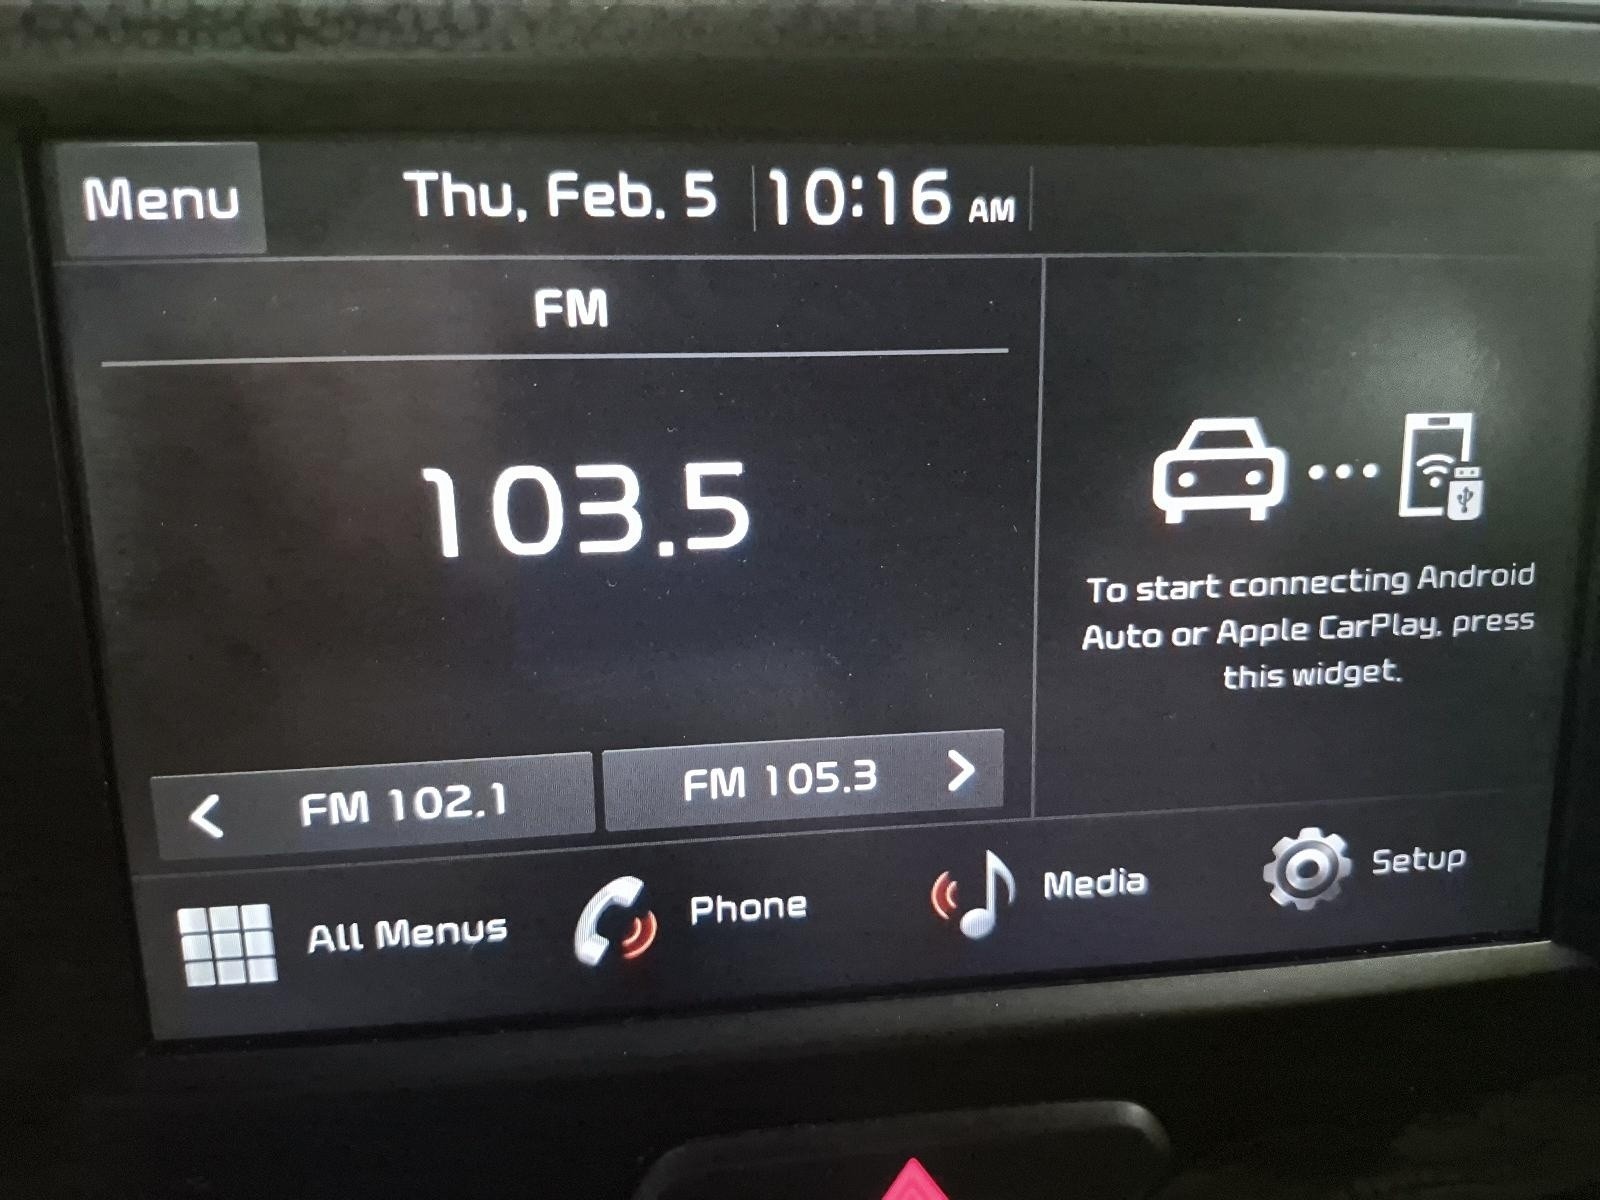 Menu
Thu, Feb. 5
10:16 AM
FM
103.5
To start connecting Android
Auto or Apple CarPlay, press
this widget.
< FM 102.1
FM 105.3 >
All Menus
Phone
Media
Setup